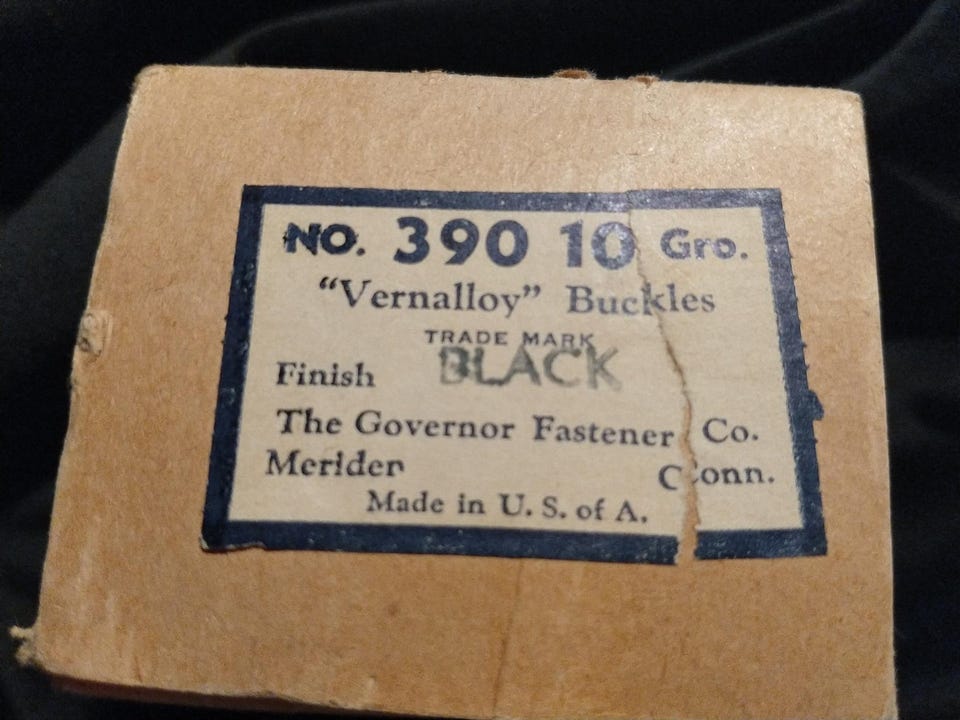 NO. 390 10 Gro.
"Vernalloy" Buckles
TRADE MARK
Finish BLACK
The Governor Fastener Co.
Meriden Conn.
Made in U. S. of A.